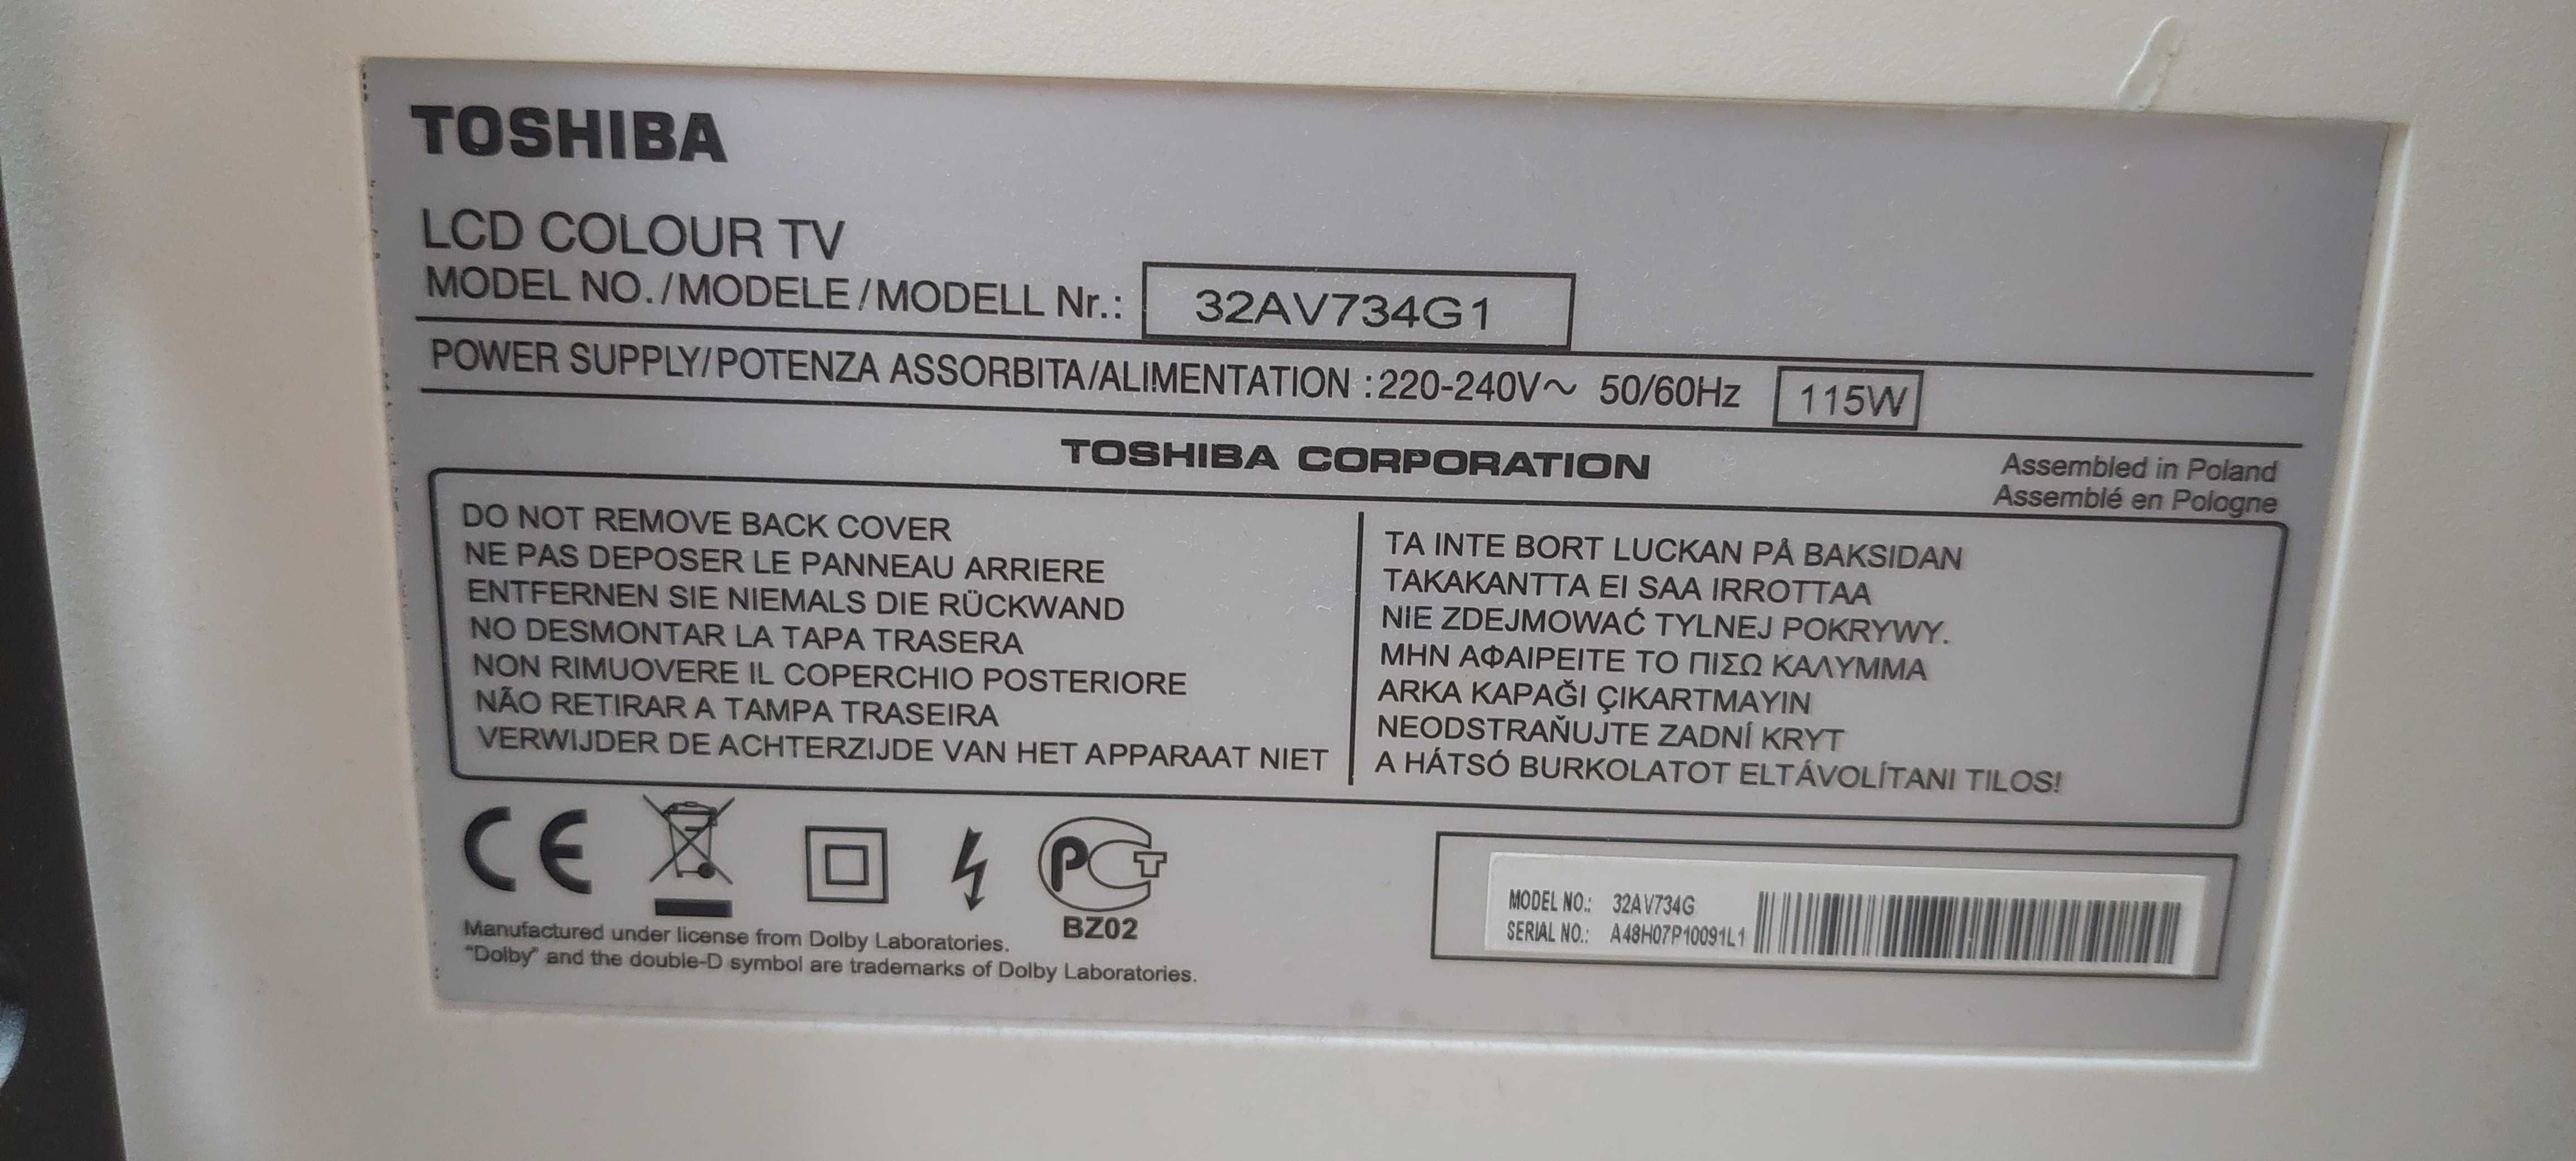 TOSHIBA
LCD COLOUR TV
MODEL NO./MODELE/MODELL Nr.: 32AV734G1
POWER SUPPLY/POTENZA ASSORBITA/ALIMENTATION :220-240V~ 50/60Hz 115W
TOSHIBA CORPORATION
Assembled in Poland
Assemblé en Pologne
DO NOT REMOVE BACK COVER
NE PAS DEPOSER LE PANNEAU ARRIERE
ENTFERNEN SIE NIEMALS DIE RÜCKWAND
NO DESMONTAR LA TAPA TRASERA
NON RIMUOVERE IL COPERCHIO POSTERIORE
NÃO RETIRAR A TAMPA TRASEIRA
VERWIJDER DE ACHTERZIJDE VAN HET APPARAAT NIET
TA INTE BORT LUCKAN PÅ BAKSIDAN
TAKAKANTTA EI SAA IRROTTAA
NIE ZDEJMOWAĆ TYLNEJ POKRYWY.
ΜΗΝ ΑΦΑΙΡΕΙΤΕ ΤΟ ΠΙΣΩ ΚΑΛΥΜΜΑ
ARKA KAPAĞI ÇIKARTMAYIN
NEODSTRAŇUJTE ZADNÍ KRYT
A HÁTSÓ BURKOLATOT ELTÁVOLÍTANI TILOS!
CE
РСТ
BZ02
Manufactured under license from Dolby Laboratories.
“Dolby” and the double-D symbol are trademarks of Dolby Laboratories.
MODEL NO.: 32AV734G
SERIAL NO.: A48H07P10091L1